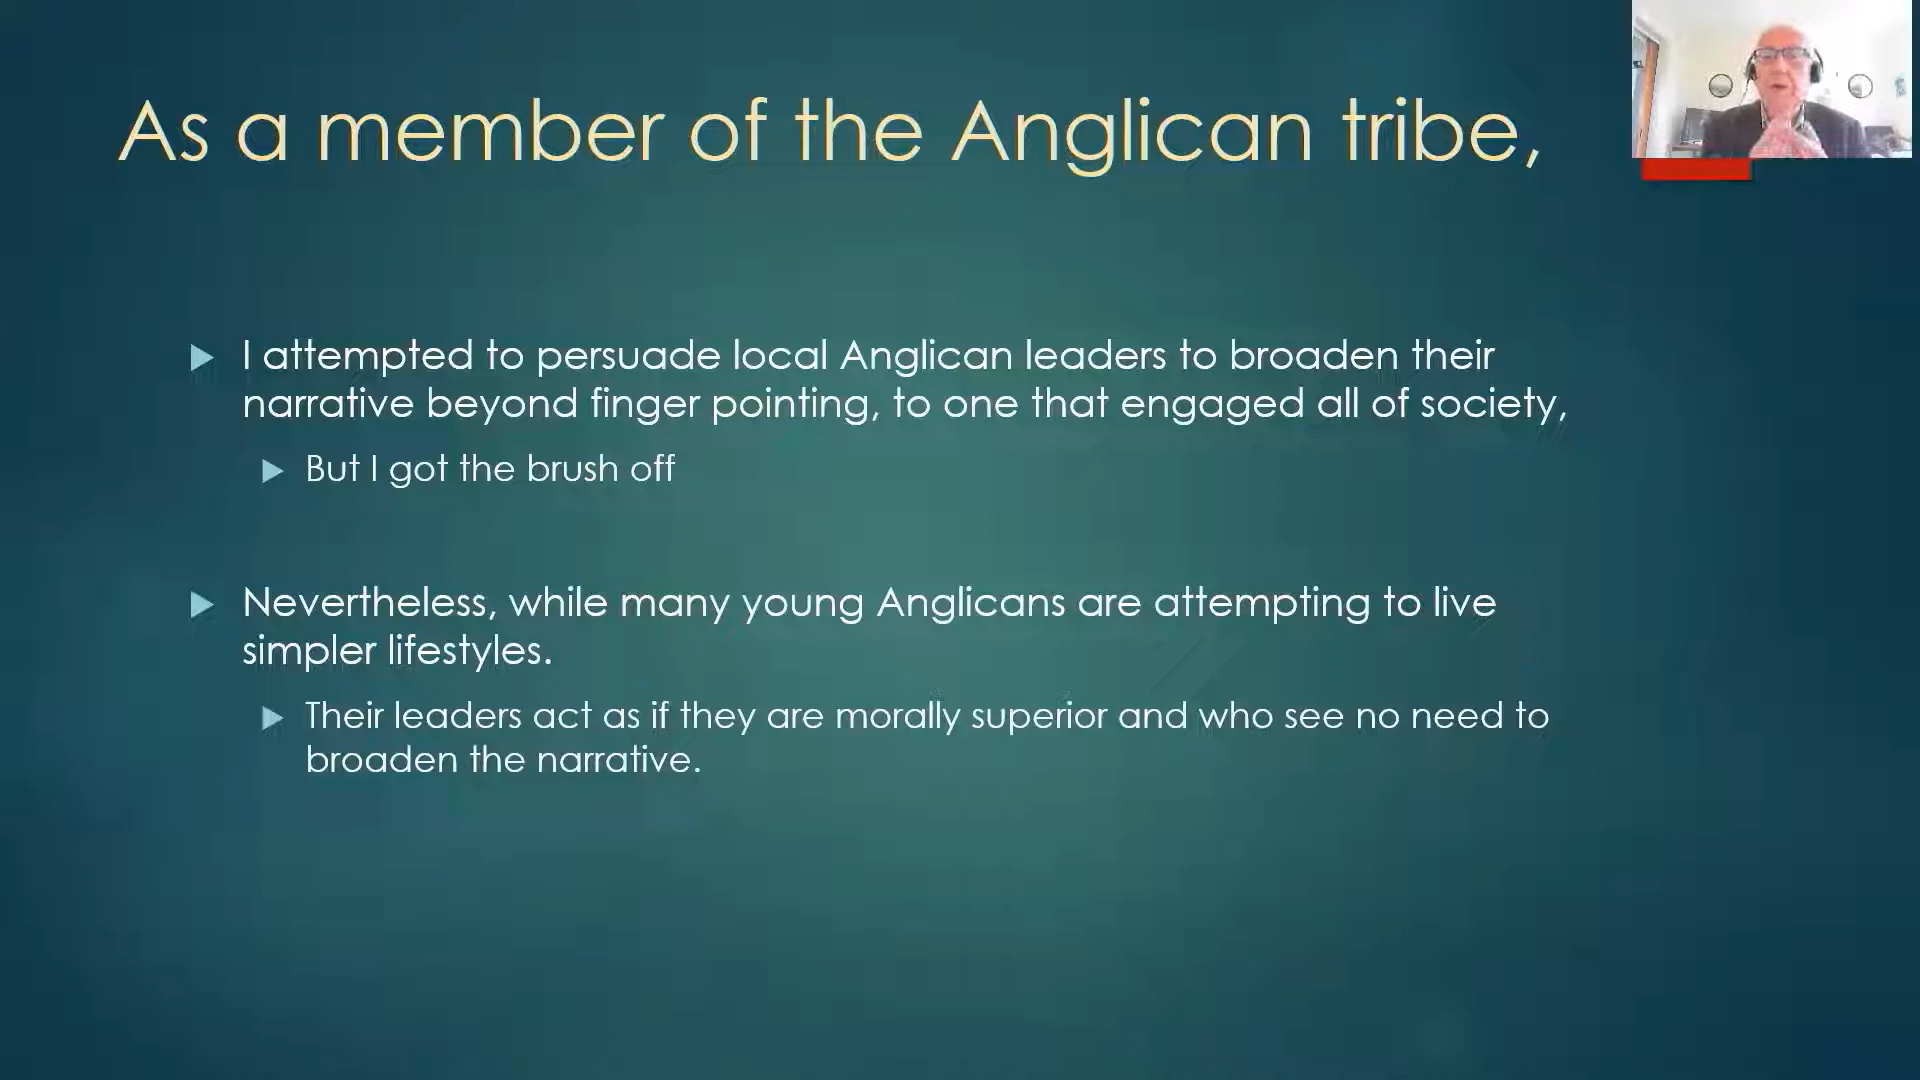 As a member of the Anglican tribe,
I attempted to persuade local Anglican leaders to broaden their
narrative beyond finger pointing, to one that engaged all of society,
But I got the brush off
Nevertheless, while many young Anglicans are attempting to live
simpler lifestyles.
Their leaders act as if they are morally superior and who see no need to
broaden the narrative.